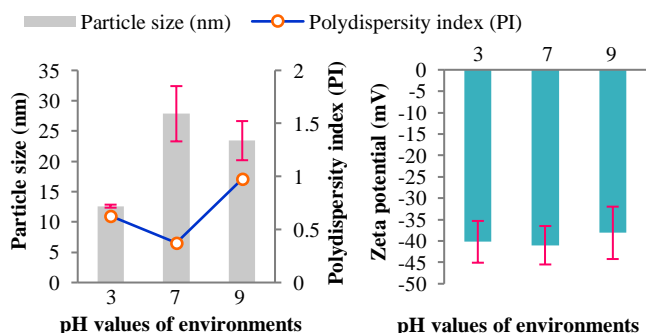 Particle size (nm)
Polydispersity index (PI)
35
30
25
20
15
10
5
0
Particle size (nm)
2
1.5
1
0.5
0
Polydispersity index (PI)
3 7 9
pH values of environments
3 7 9
0
-5
-10
-15
-20
-25
-30
-35
-40
-45
-50
Zeta potential (mV)
pH values of environments